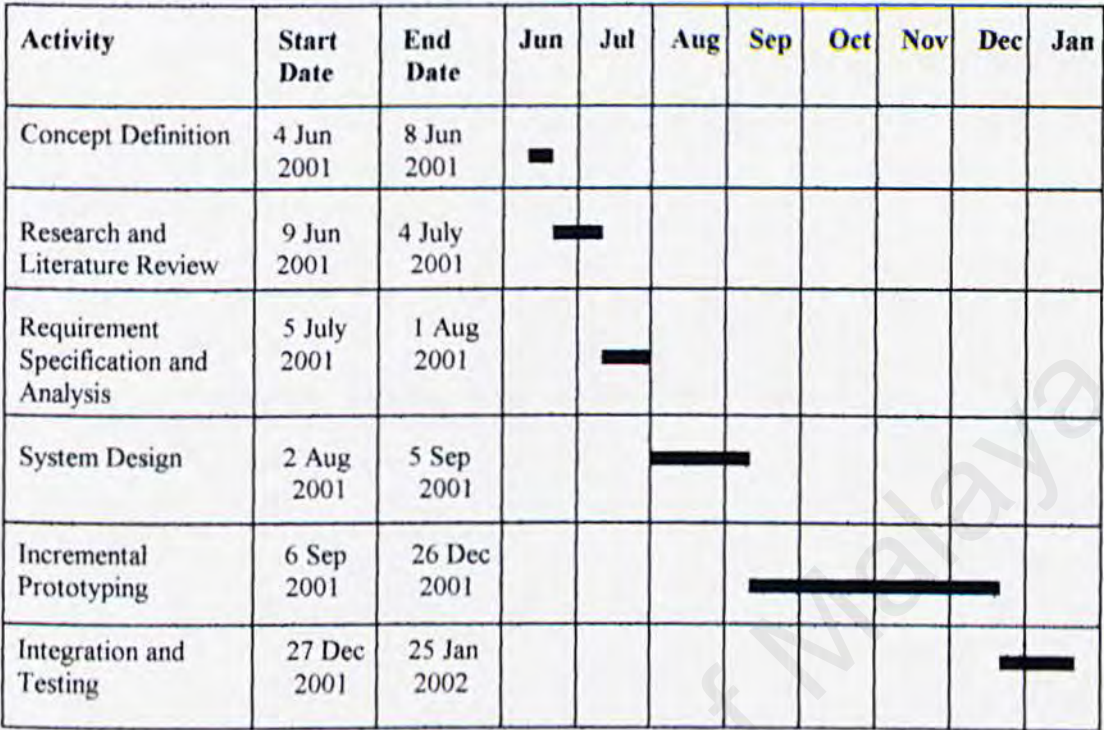 Activity Start Date End Date Jun Jul Aug Sep Oct Nov Dec Jan
Concept Definition 4 Jun 2001 8 Jun 2001
Research and Literature Review 9 Jun 2001 4 July 2001
Requirement Specification and Analysis 5 July 2001 1 Aug 2001
System Design 2 Aug 2001 5 Sep 2001
Incremental Prototyping 6 Sep 2001 26 Dec 2001
Integration and Testing 27 Dec 2001 25 Jan 2002
f Malaya